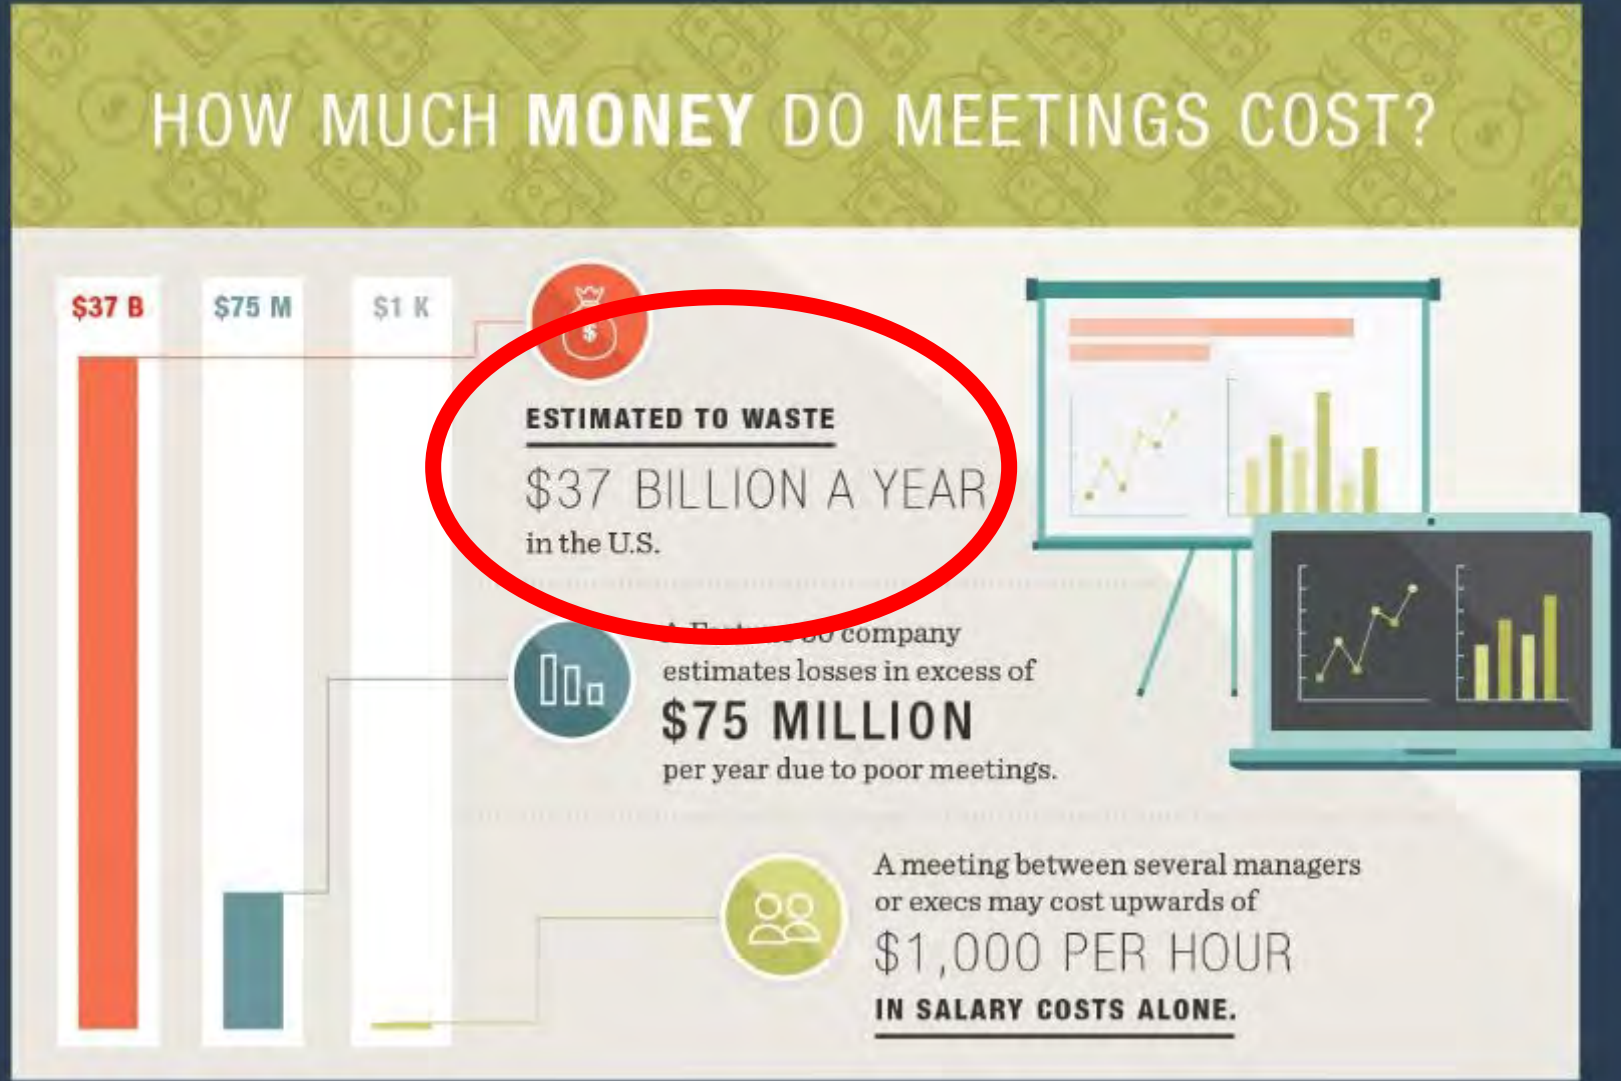 HOW MUCH MONEY DO MEETINGS COST?
$37 B
$75 M
$1 K
$
ESTIMATED TO WASTE
$37 BILLION A YEAR
in the U.S.
company
estimates losses in excess of
$75 MILLION
per year due to poor meetings.
A meeting between several managers
or execs may cost upwards of
$1,000 PER HOUR
IN SALARY COSTS ALONE.